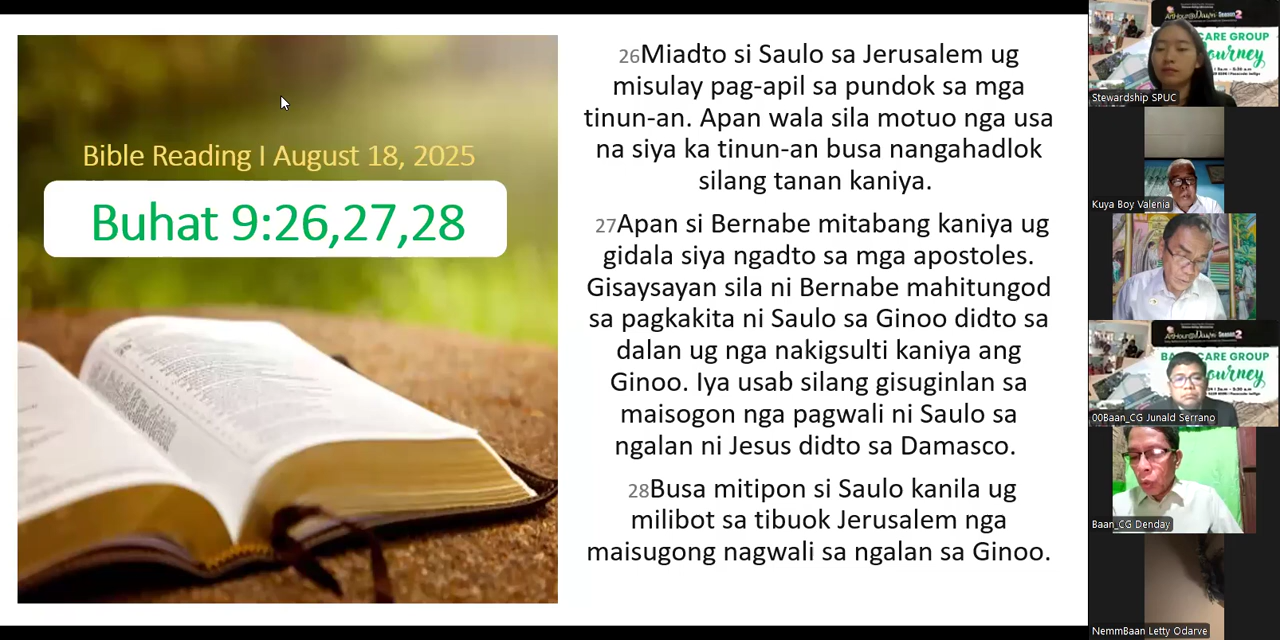 Bible Reading I August 18, 2025
Buhat 9:26,27,28
26Miadto si Saulo sa Jerusalem ug
misulay pag-apil sa pundok sa mga
tinun-an. Apan wala sila motuo nga usa
na siya ka tinun-an busa nangahadlok
silang tanan kaniya.
27Apan si Bernabe mitabang kaniya ug
gidala siya ngadto sa mga apostoles.
Gisaysayan sila ni Bernabe mahitungod
sa pagkakita ni Saulo sa Ginoo didto sa
dalan ug nga nakigsulti kaniya ang
Ginoo. Iya usab silang gisuginlan sa
maisogon nga pagwali ni Saulo sa
ngalan ni Jesus didto sa Damasco.
28Busa mitipon si Saulo kanila ug
milibot sa tibuok Jerusalem nga
maisugong nagwali sa ngalan sa Ginoo.
CARE GROUP
ourney
Stewardship SPUC
Kuya Boy Valenia
CARE GROUP
ourney
00Baan_CG Junald Serrano
Baan_CG Denday
NemmBaan Letty Odarve